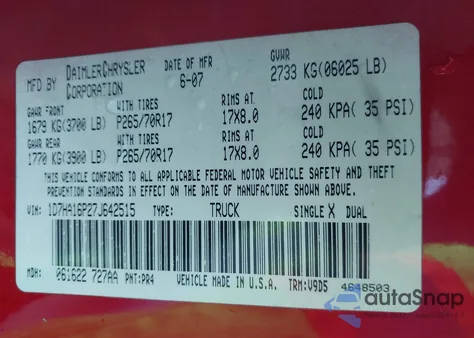 MFD BY DAIMLERCHRYSLER CORPORATION DATE OF MFR 6-07 GVWR 2733 KG(06025 LB)
GAWR FRONT WITH TIRES RIMS AT COLD
1679 KG(3700 LB) P265/70R17 17X8.0 240 KPA( 35 PSI)
GAWR REAR WITH TIRES RIMS AT COLD
1770 KG(3900 LB) P265/70R17 17X8.0 240 KPA( 35 PSI)
THIS VEHICLE CONFORMS TO ALL APPLICABLE FEDERAL MOTOR VEHICLE SAFETY AND THEFT
PREVENTION STANDARDS IN EFFECT ON THE DATE OF MANUFACTURE SHOWN ABOVE.
VIN: 1D7HA16P27J642515 TYPE: TRUCK SINGLE X DUAL
MDH: 061622 727AA PNT:PR4 VEHICLE MADE IN U.S.A. TRM:V9D5 4648503
autoSnap